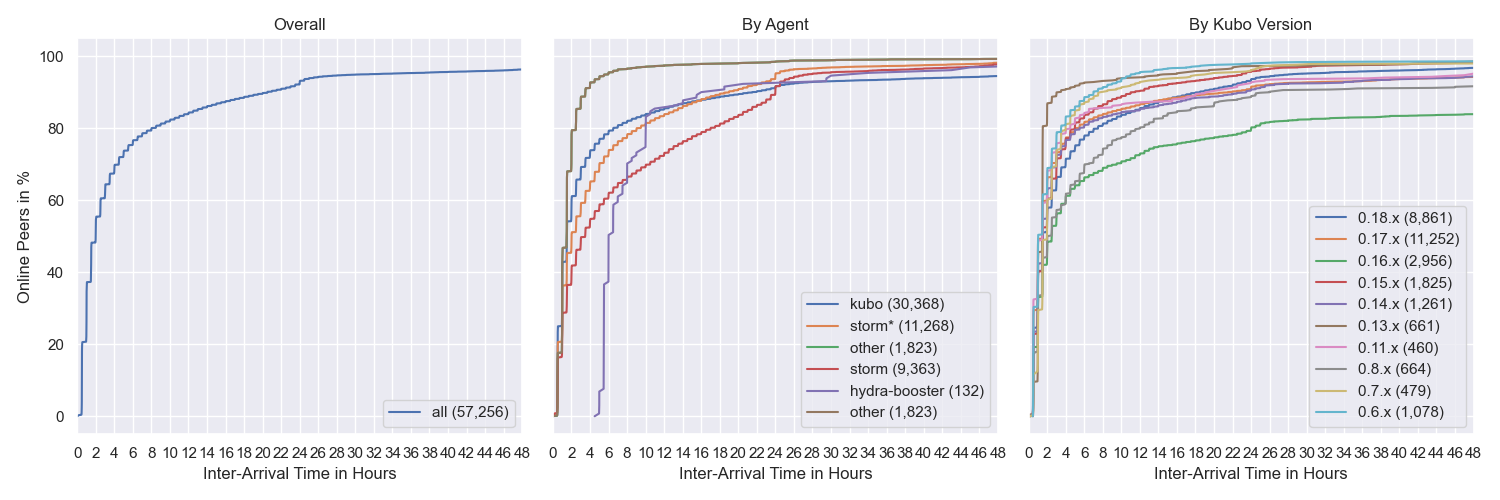 Overall
By Agent
By Kubo Version
Online Peers in %
100
80
60
40
20
0
all (57,256)
kubo (30,368)
storm* (11,268)
other (1,823)
storm (9,363)
hydra-booster (132)
other (1,823)
0.18.x (8,861)
0.17.x (11,252)
0.16.x (2,956)
0.15.x (1,825)
0.14.x (1,261)
0.13.x (661)
0.11.x (460)
0.8.x (664)
0.7.x (479)
0.6.x (1,078)
0 2 4 6 8 10 12 14 16 18 20 22 24 26 28 30 32 34 36 38 40 42 44 46 48
0 2 4 6 8 10 12 14 16 18 20 22 24 26 28 30 32 34 36 38 40 42 44 46 48
0 2 4 6 8 10 12 14 16 18 20 22 24 26 28 30 32 34 36 38 40 42 44 46 48
Inter-Arrival Time in Hours
Inter-Arrival Time in Hours
Inter-Arrival Time in Hours